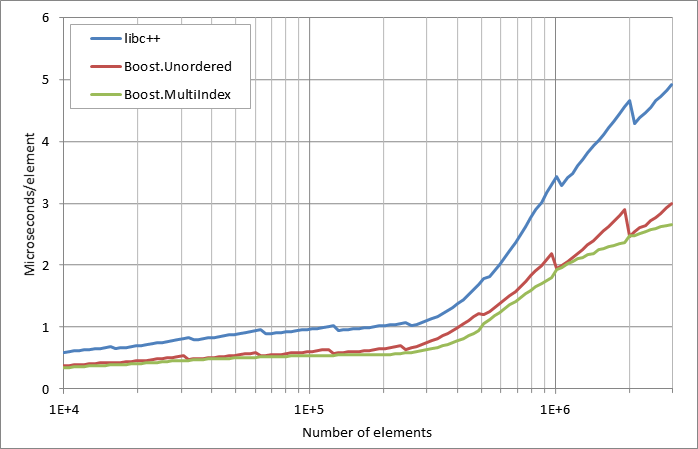 6
5
4
3
2
1
0
Microseconds/element
libc++
Boost.Unordered
Boost.MultiIndex
1E+4
1E+5
1E+6
Number of elements